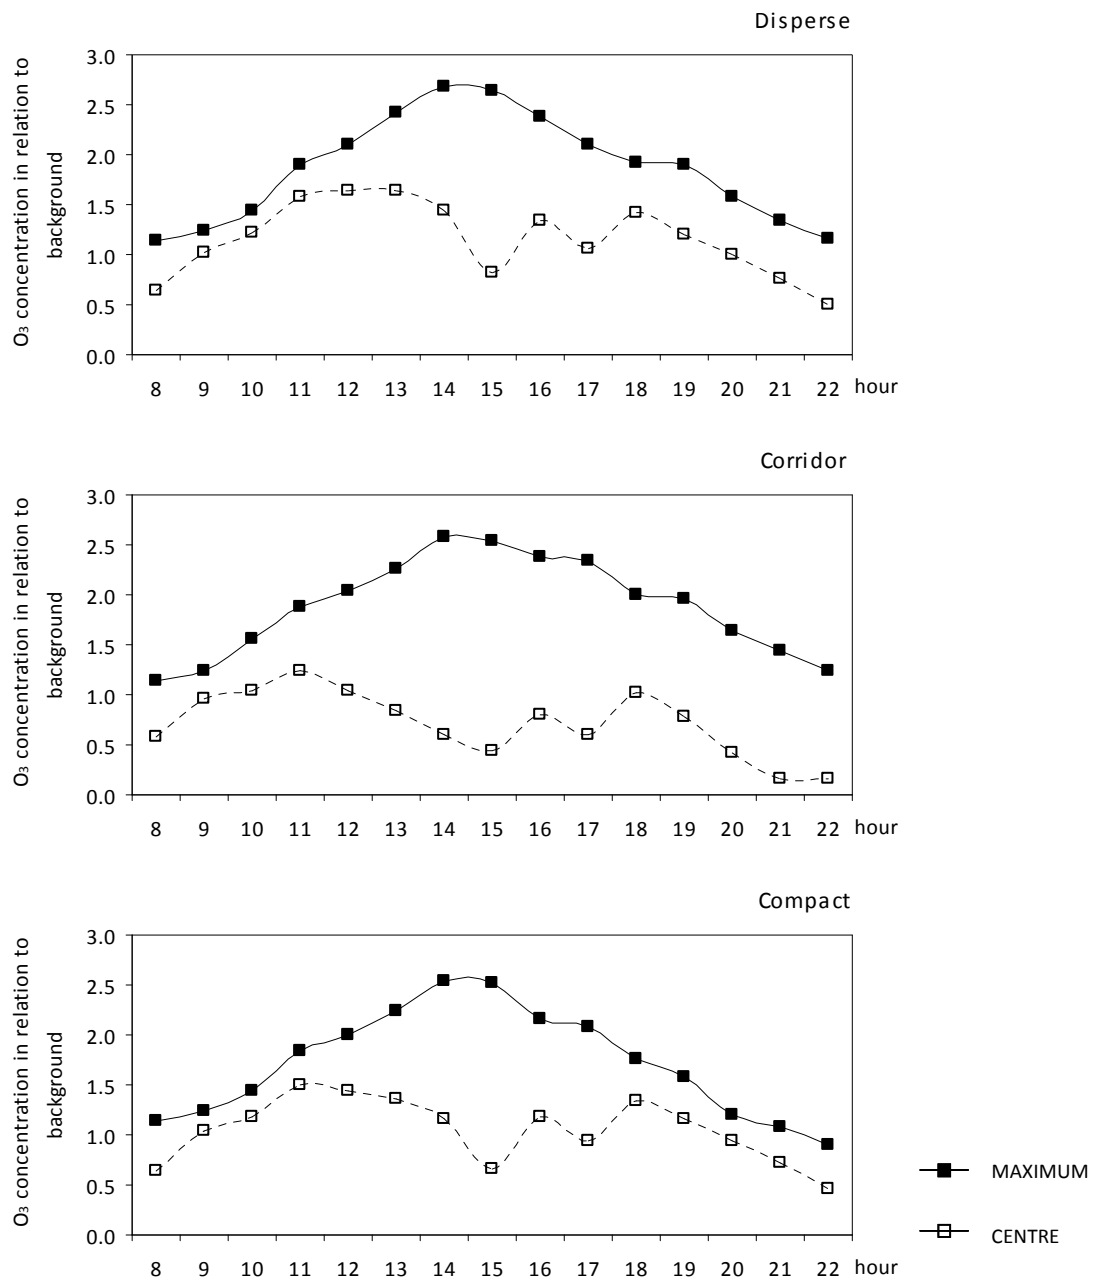 Disperse
O₃ concentration in relation to
background
3.0
2.5
2.0
1.5
1.0
0.5
0.0
8 9 10 11 12 13 14 15 16 17 18 19 20 21 22 hour
Corridor
O₃ concentration in relation to
background
3.0
2.5
2.0
1.5
1.0
0.5
0.0
8 9 10 11 12 13 14 15 16 17 18 19 20 21 22 hour
Compact
O₃ concentration in relation to
background
3.0
2.5
2.0
1.5
1.0
0.5
0.0
8 9 10 11 12 13 14 15 16 17 18 19 20 21 22 hour
MAXIMUM
CENTRE